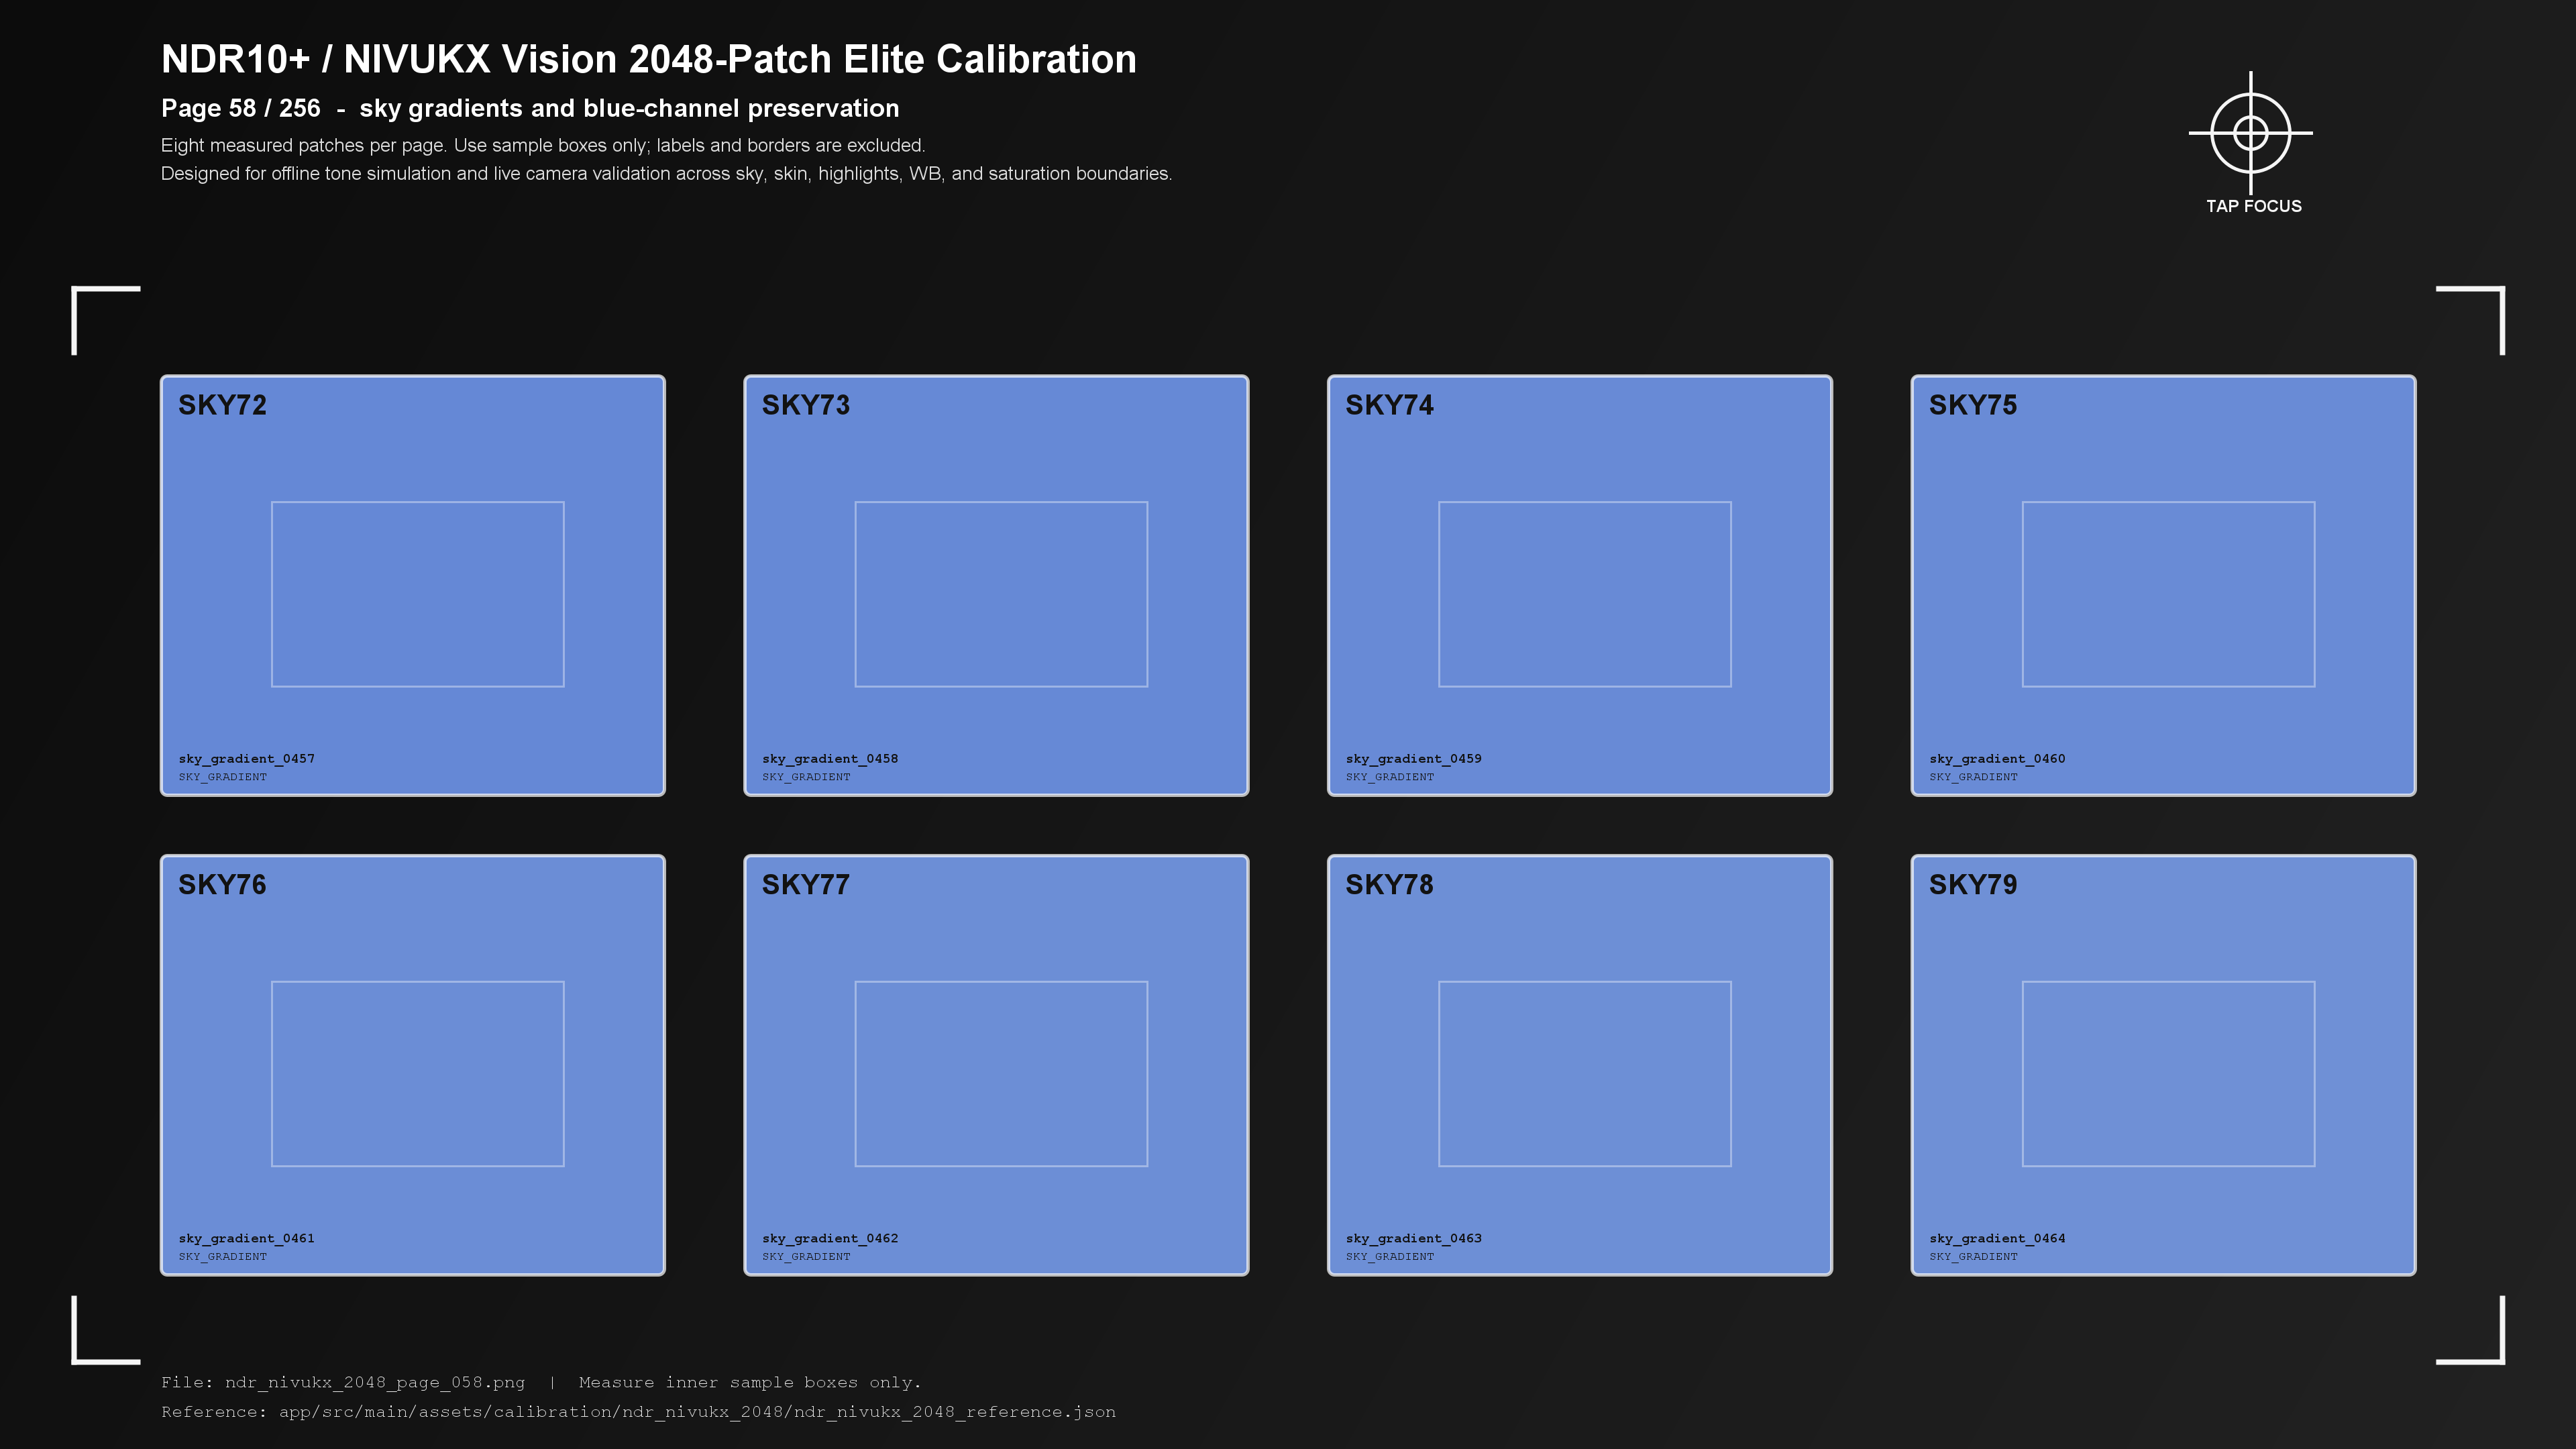 NDR10+ / NIVUKX Vision 2048-Patch Elite Calibration
Page 58 / 256  -  sky gradients and blue-channel preservation
Eight measured patches per page. Use sample boxes only; labels and borders are excluded.
Designed for offline tone simulation and live camera validation across sky, skin, highlights, WB, and saturation boundaries.
TAP FOCUS
SKY72
sky_gradient_0457
SKY_GRADIENT
SKY73
sky_gradient_0458
SKY_GRADIENT
SKY74
sky_gradient_0459
SKY_GRADIENT
SKY75
sky_gradient_0460
SKY_GRADIENT
SKY76
sky_gradient_0461
SKY_GRADIENT
SKY77
sky_gradient_0462
SKY_GRADIENT
SKY78
sky_gradient_0463
SKY_GRADIENT
SKY79
sky_gradient_0464
SKY_GRADIENT
File: ndr_nivukx_2048_page_058.png  |  Measure inner sample boxes only.
Reference: app/src/main/assets/calibration/ndr_nivukx_2048/ndr_nivukx_2048_reference.json